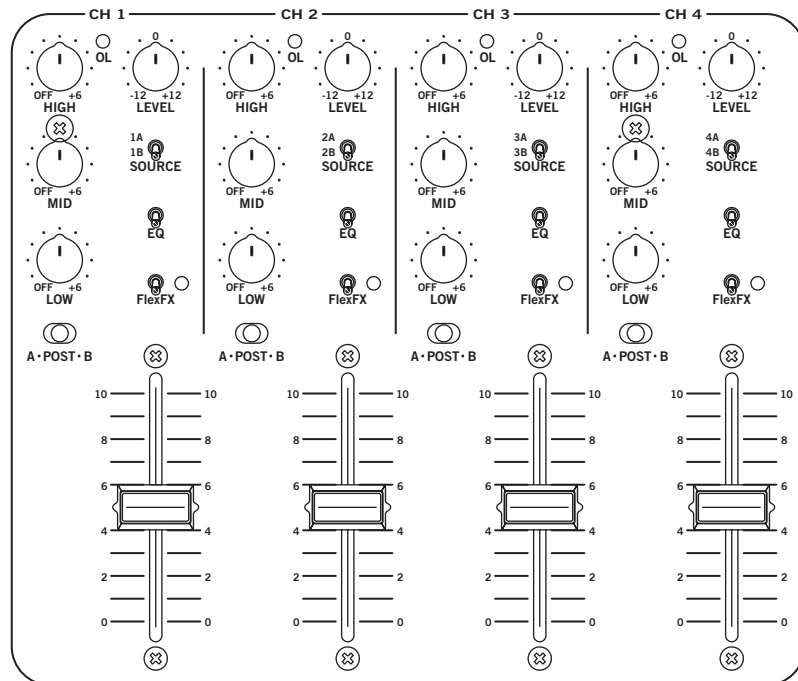 CH 1 CH 2 CH 3 CH 4
0 0 0 0
OL OL OL OL
OFF +6 -12 +12 OFF +6 -12 +12 OFF +6 -12 +12 OFF +6 -12 +12
HIGH LEVEL HIGH LEVEL HIGH LEVEL HIGH LEVEL
1A 2A 3A 4A
1B 2B 3B 4B
SOURCE SOURCE SOURCE SOURCE
OFF +6 OFF +6 OFF +6 OFF +6
MID MID MID MID
EQ EQ EQ EQ
OFF +6 OFF +6 OFF +6 OFF +6
LOW FlexFX LOW FlexFX LOW FlexFX LOW FlexFX
A•POST•B A•POST•B A•POST•B A•POST•B
10 10 10 10 10 10 10 10
8 8 8 8 8 8 8 8
6 6 6 6 6 6 6 6
4 4 4 4 4 4 4 4
2 2 2 2 2 2 2 2
0 0 0 0 0 0 0 0